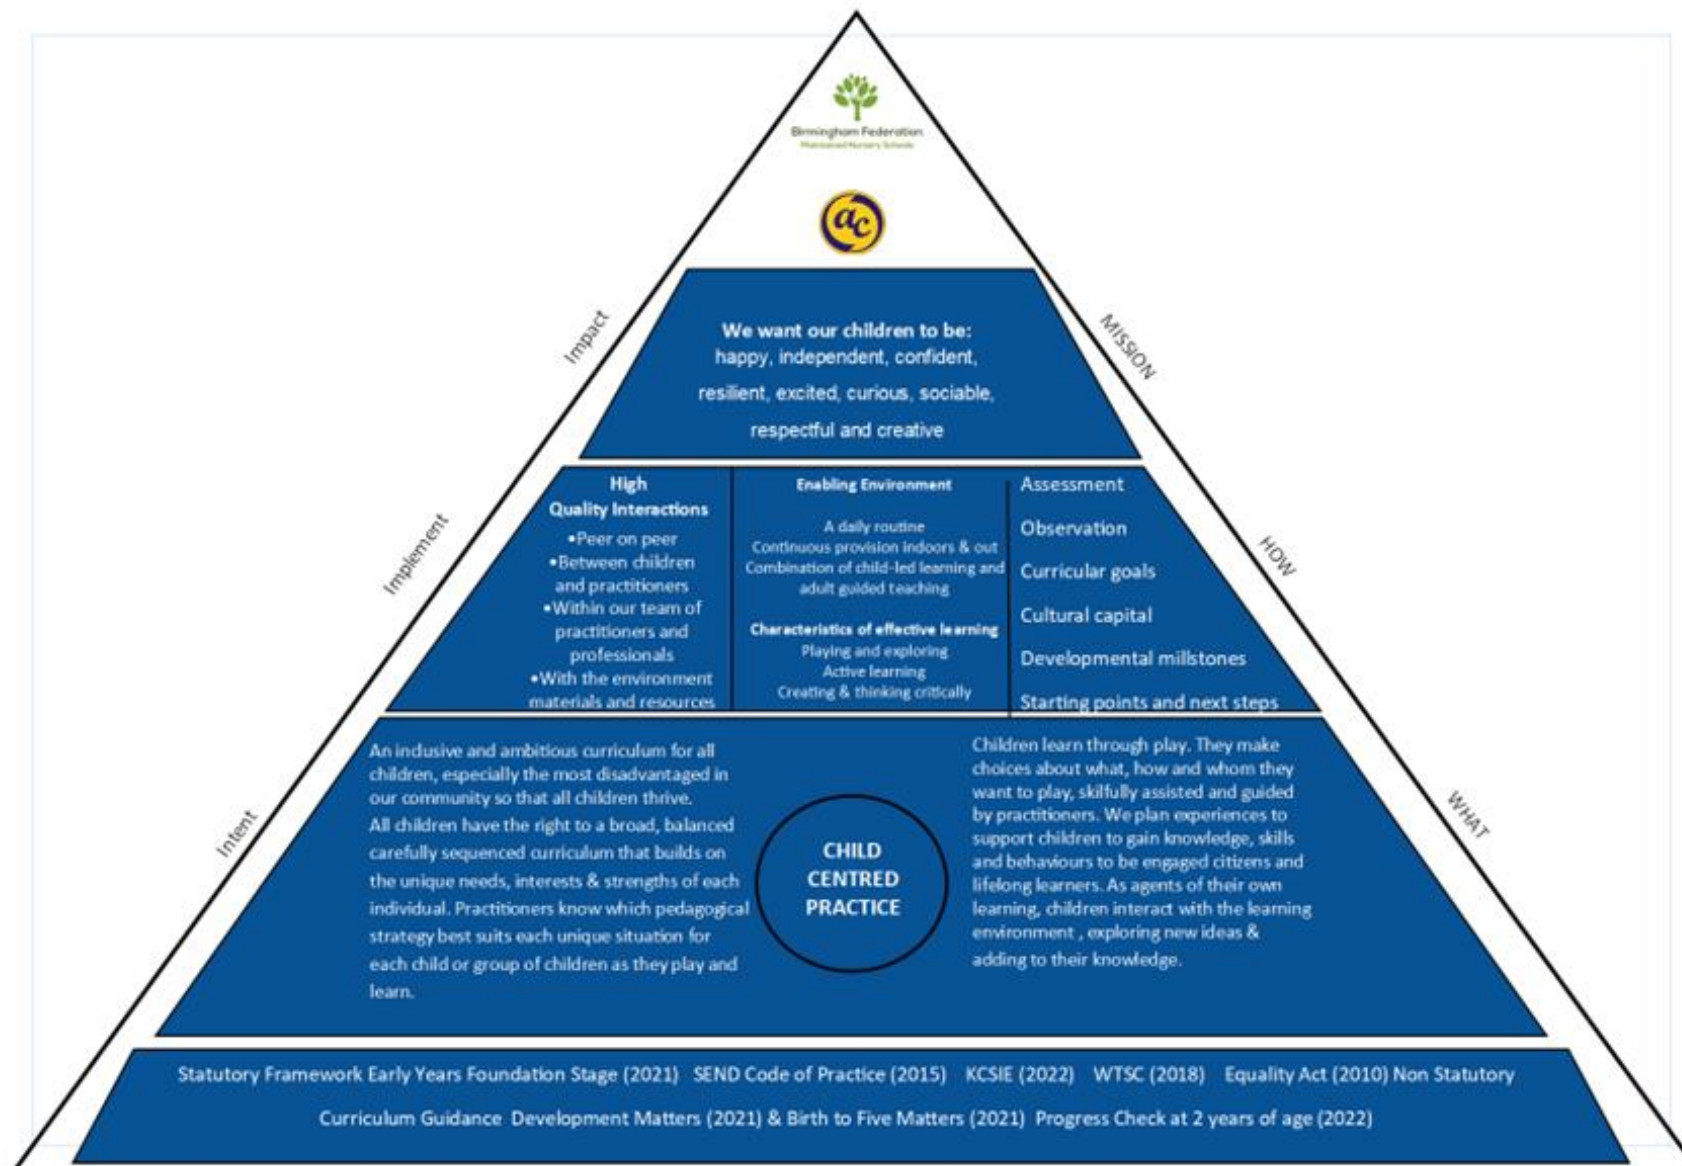 Birmingham Federation
Maintained Nursery Schools
ac
Impact
MISSION
We want our children to be:
happy, independent, confident,
resilient, excited, curious, sociable,
respectful and creative
Implement
HOW
High
Quality Interactions
•Peer on peer
•Between children
and practitioners
•Within our team of
practitioners and
professionals
•With the environment
materials and resources
Enabling Environment
A daily routine
Continuous provision indoors & out
Combination of child-led learning and
adult guided teaching
Characteristics of effective learning
Playing and exploring
Active learning
Creating & thinking critically
Assessment
Observation
Curricular goals
Cultural capital
Developmental millstones
Starting points and next steps
Intent
WHAT
An inclusive and ambitious curriculum for all
children, especially the most disadvantaged in
our community so that all children thrive.
All children have the right to a broad, balanced
carefully sequenced curriculum that builds on
the unique needs, interests & strengths of each
individual. Practitioners know which pedagogical
strategy best suits each unique situation for
each child or group of children as they play and
learn.
CHILD
CENTRED
PRACTICE
Children learn through play. They make
choices about what, how and whom they
want to play, skilfully assisted and guided
by practitioners. We plan experiences to
support children to gain knowledge, skills
and behaviours to be engaged citizens and
lifelong learners. As agents of their own
learning, children interact with the learning
environment , exploring new ideas &
adding to their knowledge.
Statutory Framework Early Years Foundation Stage (2021) SEND Code of Practice (2015) KCSIE (2022) WTSC (2018) Equality Act (2010) Non Statutory
Curriculum Guidance Development Matters (2021) & Birth to Five Matters (2021) Progress Check at 2 years of age (2022)